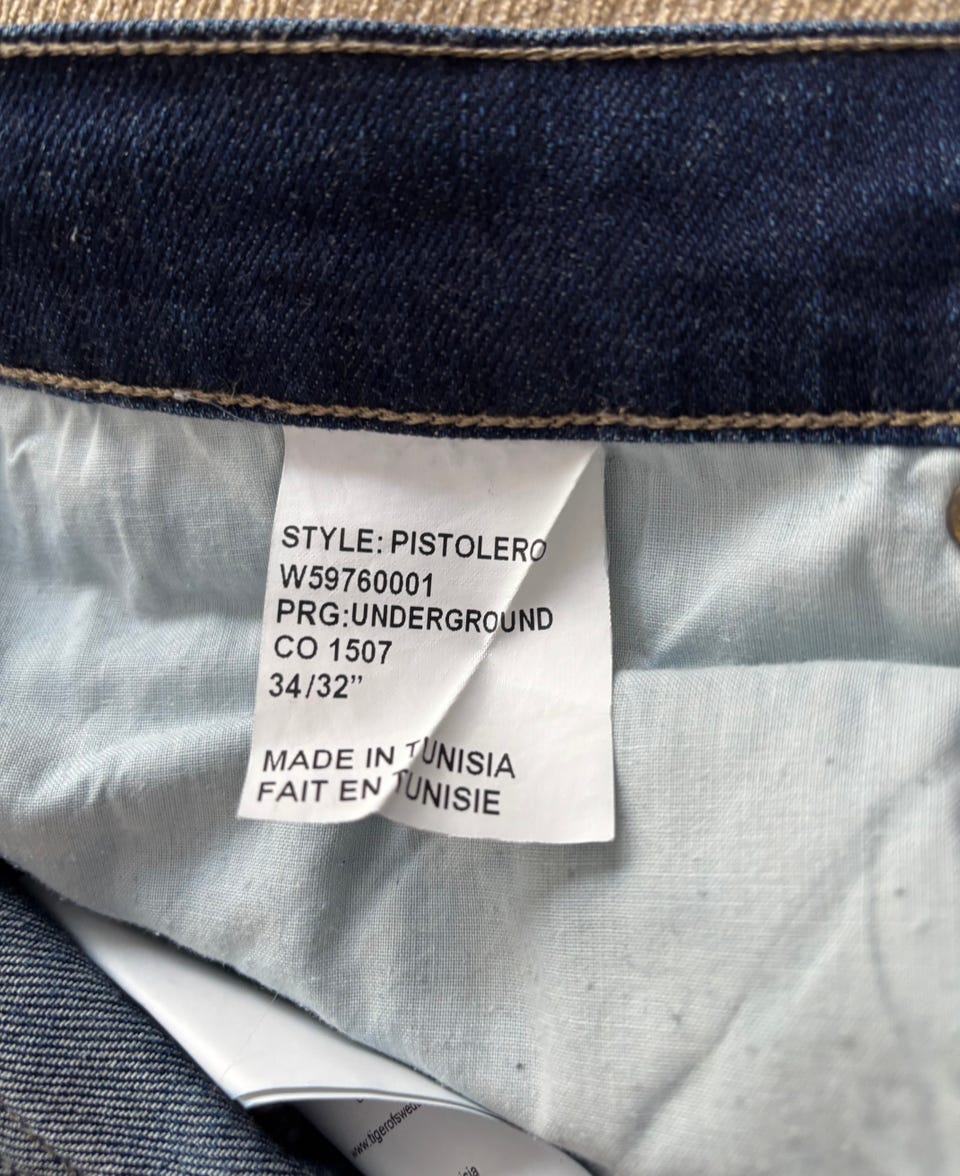 STYLE: PISTOLERO
W59760001
PRG:UNDERGROUND
CO 1507
34/32”
MADE IN TUNISIA
FAIT EN TUNISIE